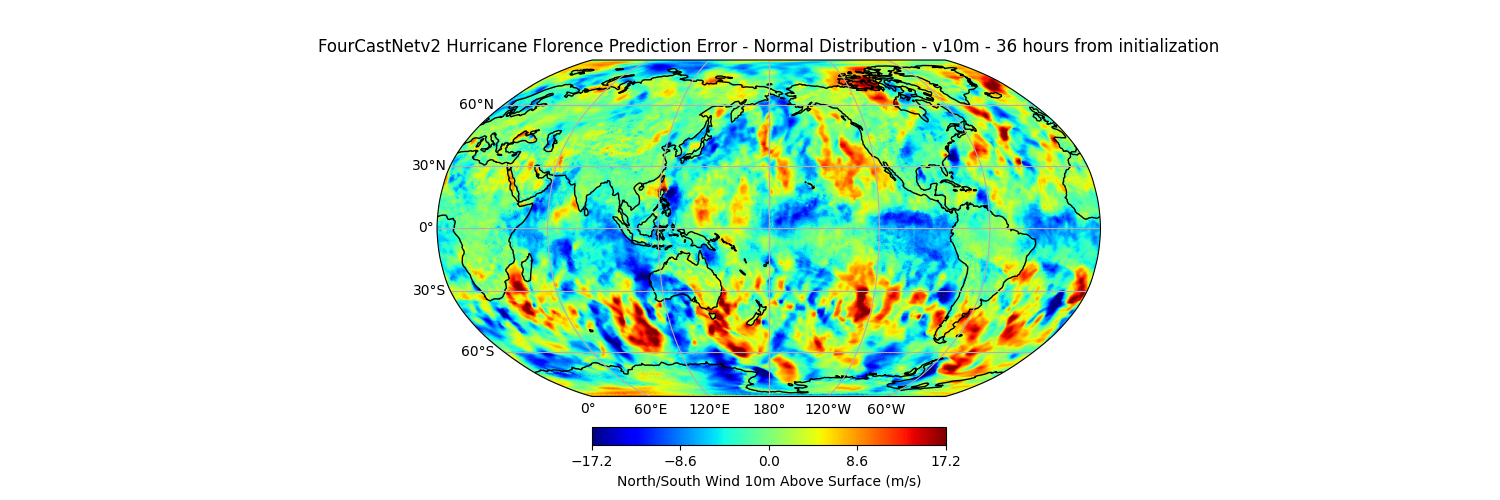 FourCastNetv2 Hurricane Florence Prediction Error - Normal Distribution - v10m - 36 hours from initialization
60°N
30°N
0°
30°S
60°S
0° 60°E 120°E 180° 120°W 60°W
−17.2 −8.6 0.0 8.6 17.2
North/South Wind 10m Above Surface (m/s)